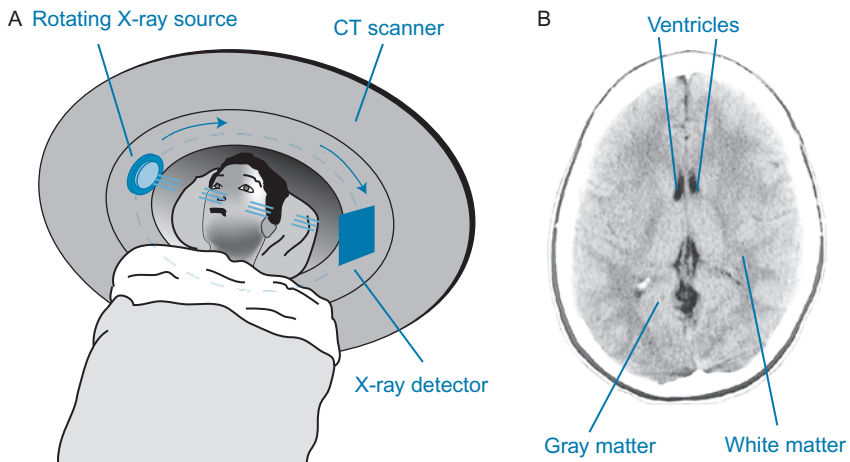 A
Rotating X-ray source
CT scanner
X-ray detector
B
Ventricles
Gray matter
White matter